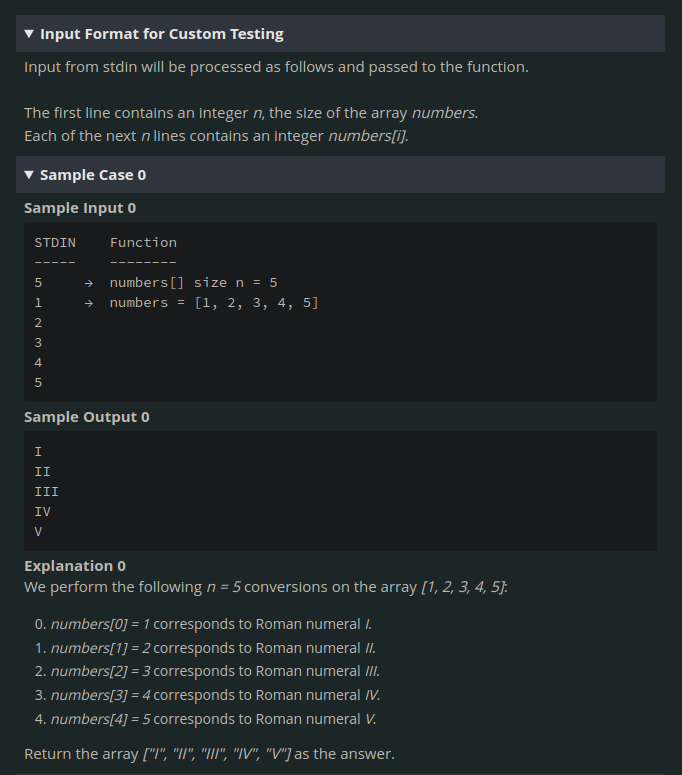 ▼ Input Format for Custom Testing
Input from stdin will be processed as follows and passed to the function.
The first line contains an integer n, the size of the array numbers.
Each of the next n lines contains an integer numbers[i].
▼ Sample Case 0
Sample Input 0
STDIN    Function
-----    --------
5     →  numbers[] size n = 5
1     →  numbers = [1, 2, 3, 4, 5]
2
3
4
5
Sample Output 0
I
II
III
IV
V
Explanation 0
We perform the following n = 5 conversions on the array [1, 2, 3, 4, 5]:
0. numbers[0] = 1 corresponds to Roman numeral I.
1. numbers[1] = 2 corresponds to Roman numeral II.
2. numbers[2] = 3 corresponds to Roman numeral III.
3. numbers[3] = 4 corresponds to Roman numeral IV.
4. numbers[4] = 5 corresponds to Roman numeral V.
Return the array ["I", "II", "III", "IV", "V"] as the answer.